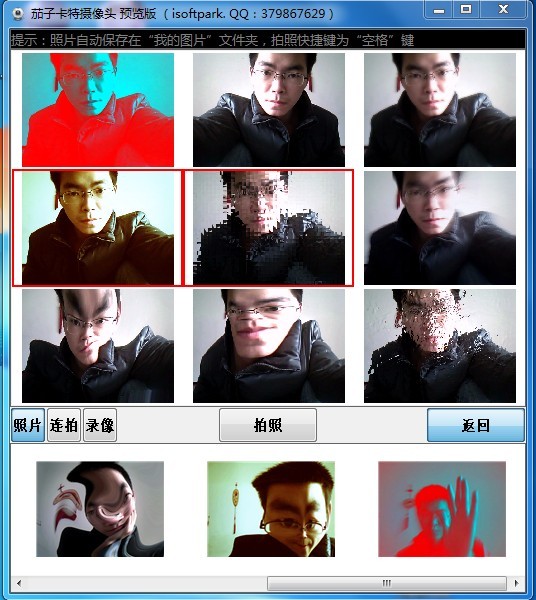 茄子卡特摄像头 预览版 ( isoftpark. QQ : 379867629 )
提示：照片自动保存在“我的图片”文件夹，拍照快捷键为“空格”键
照片 连拍 录像 拍照 返回